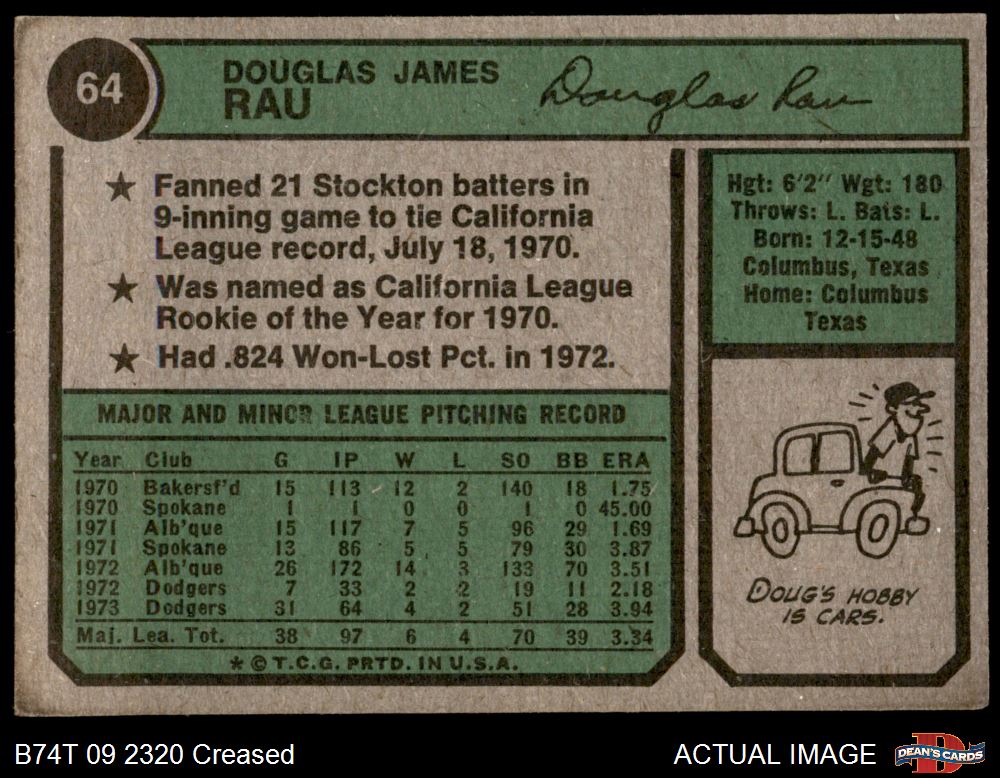 64
DOUGLAS JAMES
RAU
Douglas Rau
★ Fanned 21 Stockton batters in
9-inning game to tie California
League record, July 18, 1970.
★ Was named as California League
Rookie of the Year for 1970.
★ Had .824 Won-Lost Pct. in 1972.
Hgt: 6'2" Wgt: 180
Throws: L. Bats: L.
Born: 12-15-48
Columbus, Texas
Home: Columbus
Texas
MAJOR AND MINOR LEAGUE PITCHING RECORD
Year Club G IP W L SO BB ERA
1970 Bakersf'd 15 113 12 2 140 18 1.75
1970 Spokane 1 1 0 0 1 0 45.00
1971 Alb'que 15 117 7 5 96 29 1.69
1971 Spokane 13 86 5 5 79 30 3.87
1972 Alb'que 26 172 14 3 133 70 3.51
1972 Dodgers 7 33 2 2 19 11 2.18
1973 Dodgers 31 64 4 2 51 28 3.94
Maj. Lea. Tot. 38 97 6 4 70 39 3.34
* © T.C.G. PRTD. IN U.S.A.
DOUG'S HOBBY
IS CARS.
B74T 09 2320 Creased
ACTUAL IMAGE
DEAN'S CARDS